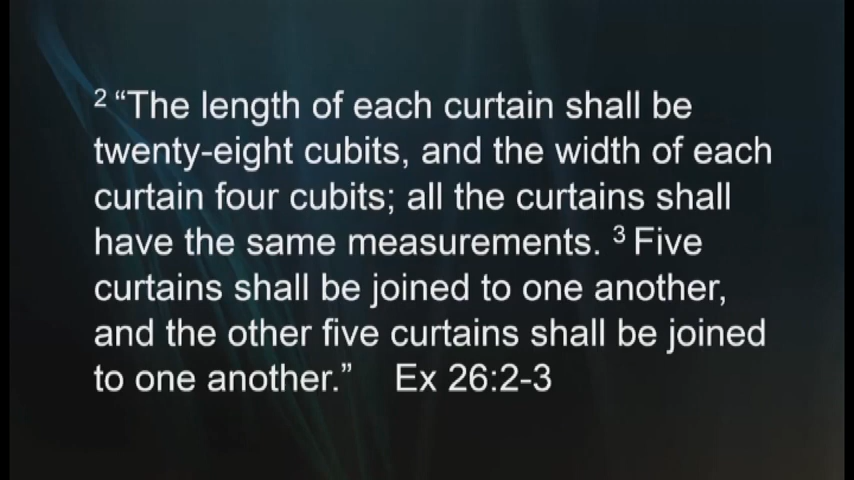 2 “The length of each curtain shall be
twenty-eight cubits, and the width of each
curtain four cubits; all the curtains shall
have the same measurements. 3 Five
curtains shall be joined to one another,
and the other five curtains shall be joined
to one another.” Ex 26:2-3